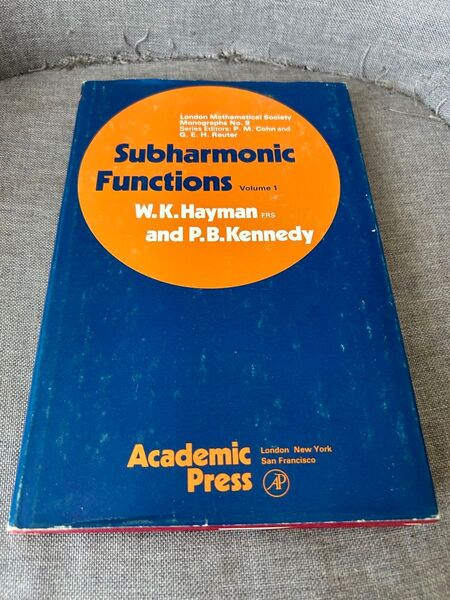 London Mathematical Society
Monographs No. 9
Series Editors: P. M. Cohn and
G. E. H. Reuter
Subharmonic
Functions Volume 1
W.K.Hayman FRS
and P.B.Kennedy
Academic
Press
London New York
San Francisco
AP